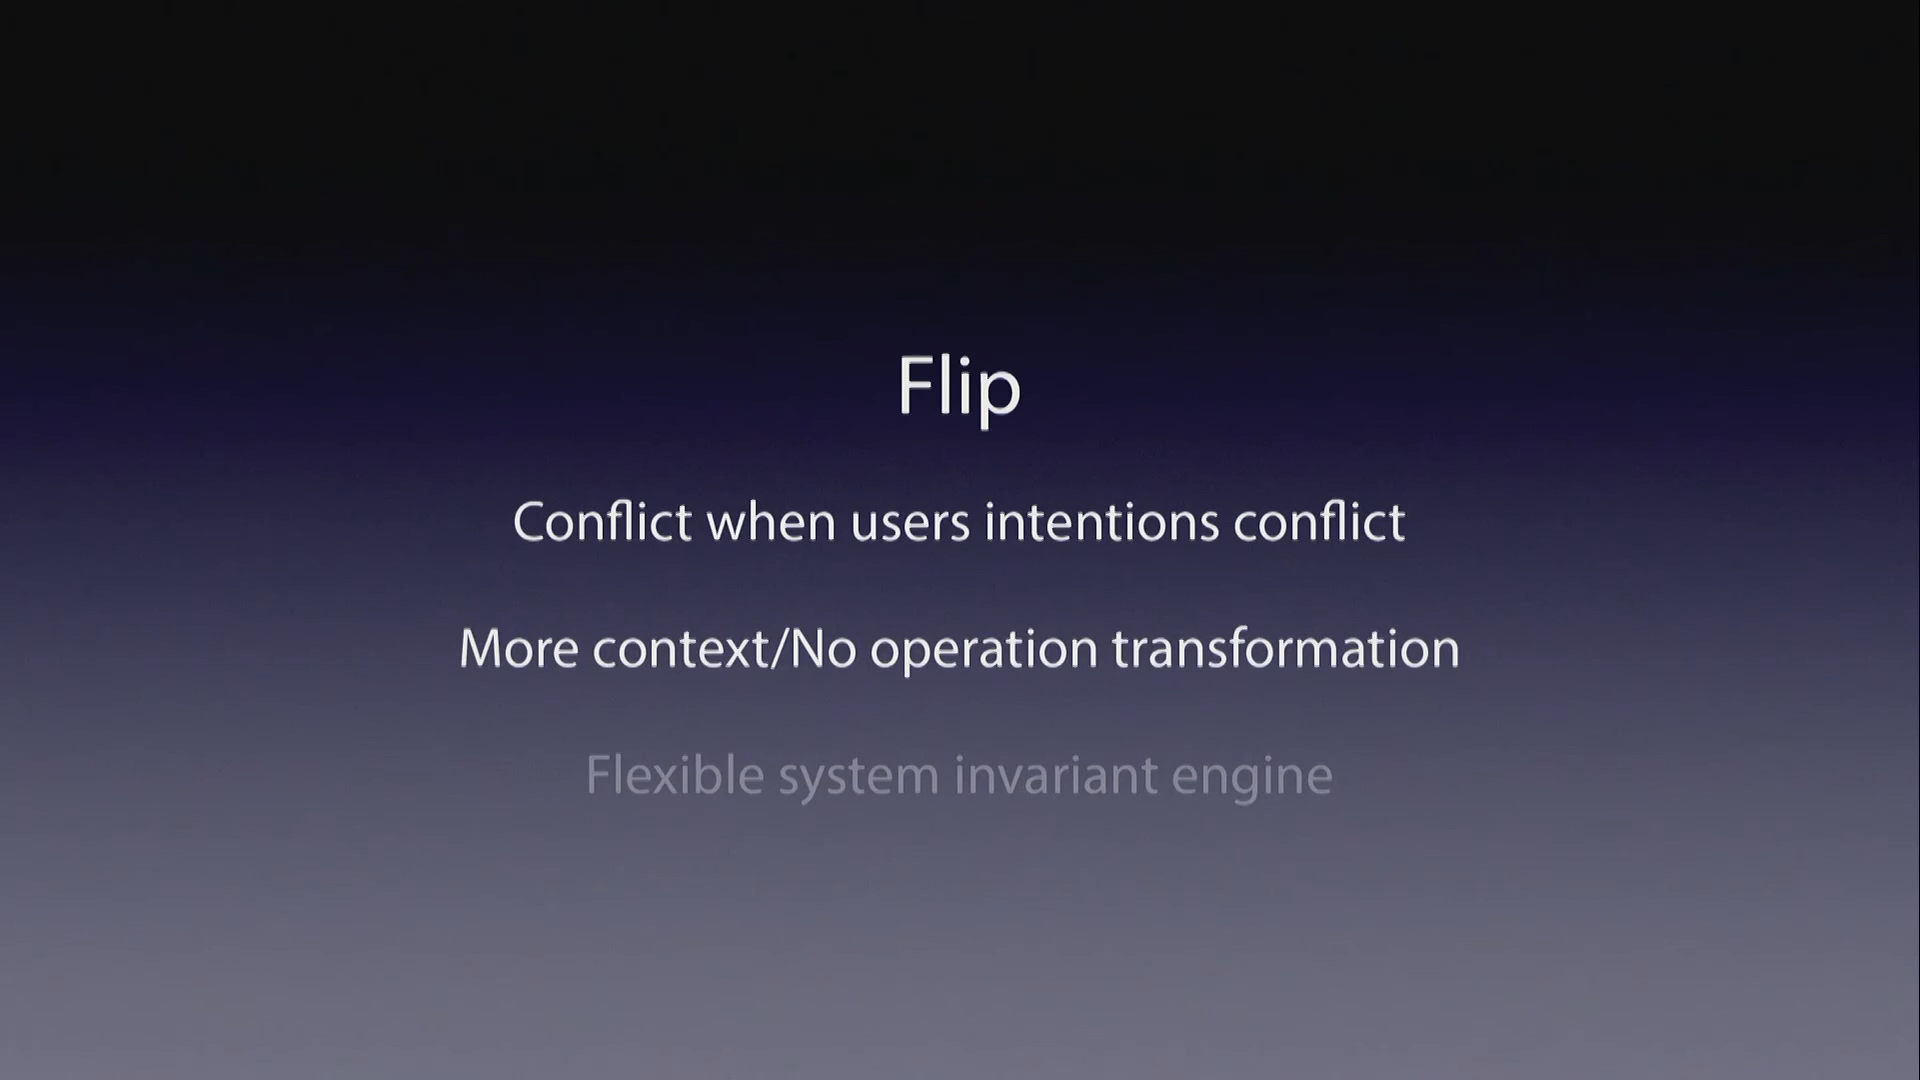 Flip
Conflict when users intentions conflict
More context/No operation transformation
Flexible system invariant engine